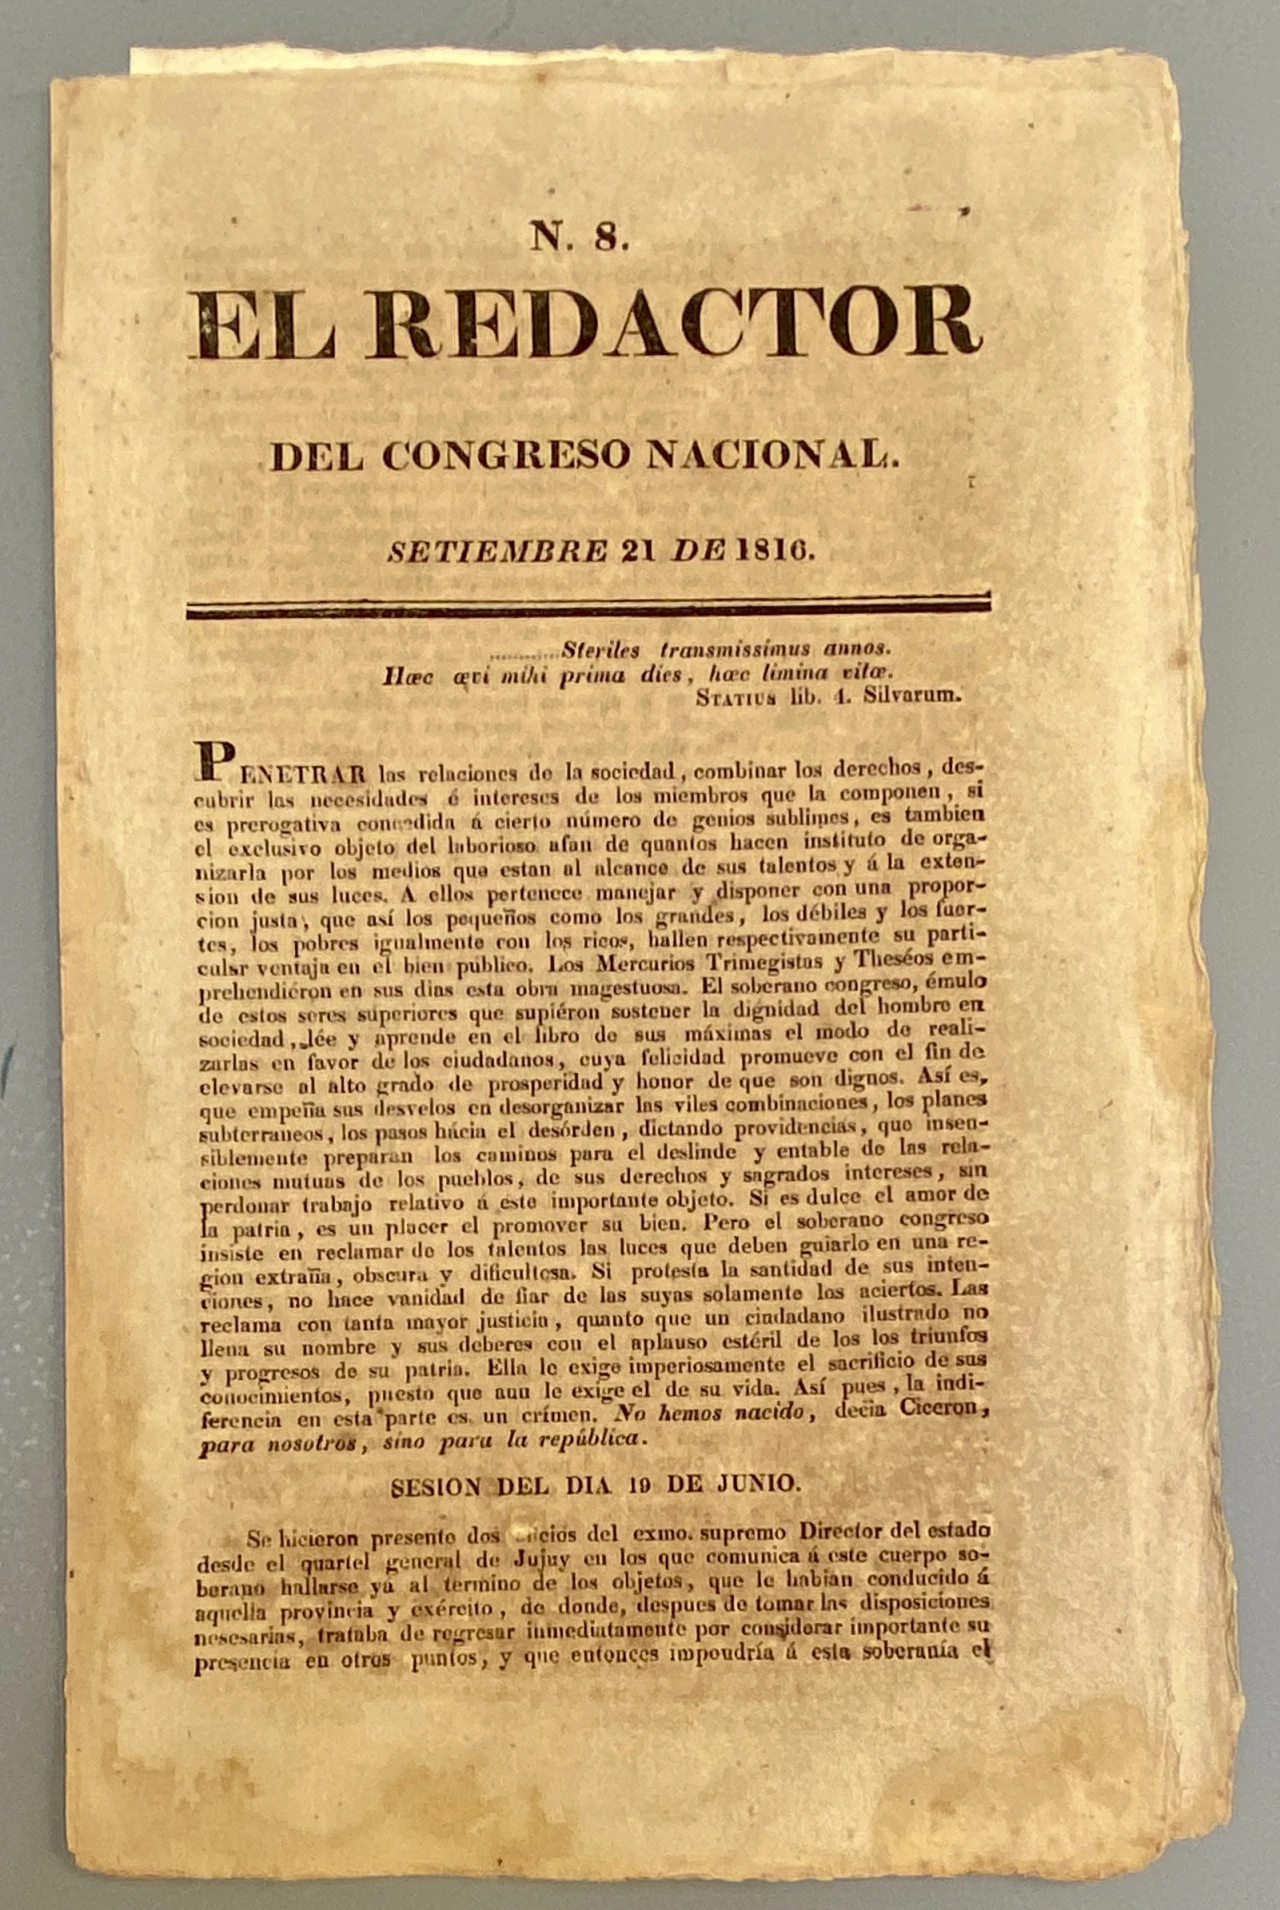 N. 8.
EL REDACTOR
DEL CONGRESO NACIONAL.
SETIEMBRE 21 DE 1816.
...........Steriles transmissimus annos.
Hæc ævi mihi prima dies, hæc limina vitæ.
STATIUS lib. 4. Silvarum.
PENETRAR las relaciones de la sociedad, combinar los derechos, des-
cubrir las necesidades é intereses de los miembros que la componen, si
es prerogativa concedida á cierto número de genios sublimes, es tambien
el exclusivo objeto del laborioso afan de quantos hacen instituto de orga-
nizarla por los medios que estan al alcance de sus talentos y á la exten-
sion de sus luces. A ellos pertenece manejar y disponer con una propor-
cion justa, que así los pequeños como los grandes, los débiles y los fuer-
tes, los pobres igualmente con los ricos, hallen respectivamente su parti-
cular ventaja en el bien público. Los Mercurios Trimegistas y Theséos em-
prehendiéron en sus dias esta obra magestuosa. El soberano congreso, émulo
de estos seres superiores que supiéron sostener la dignidad del hombre en
sociedad, lée y aprende en el libro de sus máximas el modo de reali-
zarlas en favor de los ciudadanos, cuya felicidad promueve con el fin de
elevarse al alto grado de prosperidad y honor de que son dignos. Así es,
que empeña sus desvelos en desorganizar las viles combinaciones, los planes
subterraneos, los pasos hácia el desórden, dictando providencias, que insen-
siblemente preparan los caminos para el deslinde y entable de las rela-
ciones mutuas de los pueblos, de sus derechos y sagrados intereses, sin
perdonar trabajo relativo á este importante objeto. Si es dulce el amor de
la patria, es un placer el promover su bien. Pero el soberano congreso
insiste en reclamar de los talentos las luces que deben guiarlo en una re-
gion extraña, obscura y dificultosa. Si protesta la santidad de sus inten-
ciones, no hace vanidad de fiar de las suyas solamente los aciertos. Las
reclama con tanta mayor justicia, quanto que un ciudadano ilustrado no
llena su nombre y sus deberes con el aplauso estéril de los los triunfos
y progresos de su patria. Ella le exige imperiosamente el sacrificio de sus
conocimientos, puesto que aun le exige el de su vida. Así pues, la indi-
ferencia en esta parte es un crímen. No hemos nacido, decia Ciceron,
para nosotros, sino para la república.
SESION DEL DIA 19 DE JUNIO.
Se hicieron presente dos oficios del exmo. supremo Director del estado
desde el quartel general de Jujuy en los que comunica á este cuerpo so-
berano hallarse ya al termino de los objetos, que le habian conducido á
aquella provincia y exército, de donde, despues de tomar las disposiciones
nesesarias, trataba de regresar inmediatamente por considerar importante su
presencia en otros puntos, y que entonces impondría á esta soberanía el